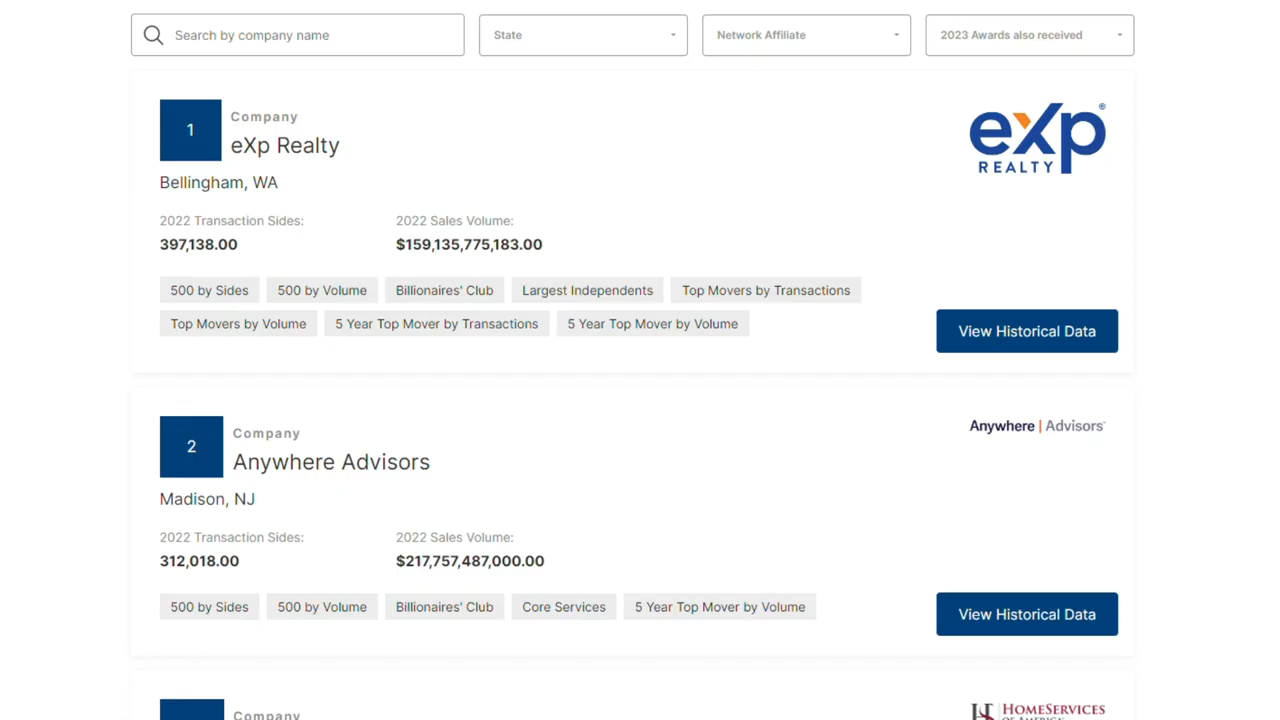 Search by company name
State
Network Affiliate
2023 Awards also received
1
Company
eXp Realty
eXp®
REALTY
Bellingham, WA
2022 Transaction Sides:
2022 Sales Volume:
397,138.00
$159,135,775,183.00
500 by Sides
500 by Volume
Billionaires' Club
Largest Independents
Top Movers by Transactions
Top Movers by Volume
5 Year Top Mover by Transactions
5 Year Top Mover by Volume
View Historical Data
2
Company
Anywhere Advisors
Anywhere | Advisors
Madison, NJ
2022 Transaction Sides:
2022 Sales Volume:
312,018.00
$217,757,487,000.00
500 by Sides
500 by Volume
Billionaires' Club
Core Services
5 Year Top Mover by Volume
View Historical Data
Company
HS HOMESERVICES
OF AMERICA